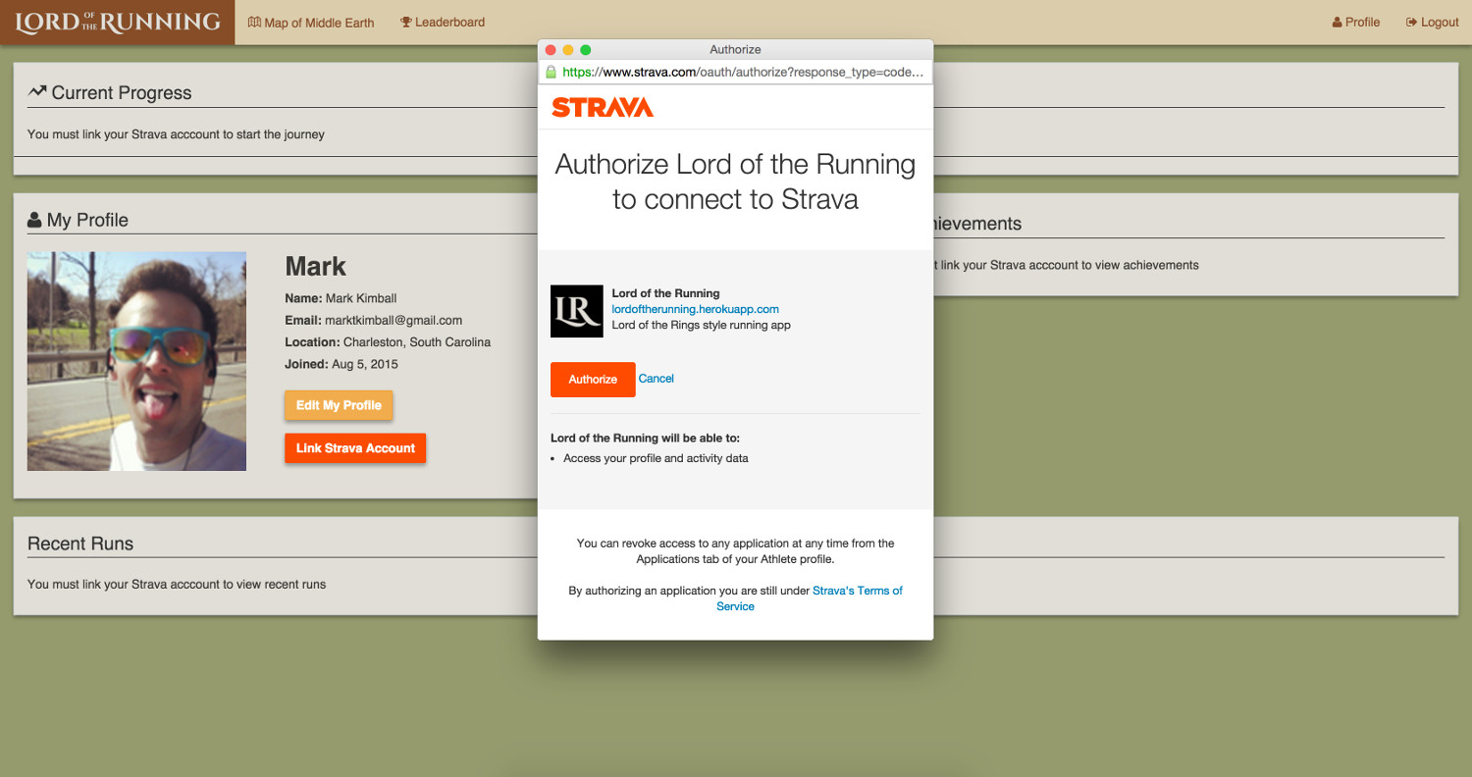 LORD OF THE RUNNING
Map of Middle Earth
Leaderboard
Profile
Logout
Current Progress
You must link your Strava acccount to start the journey
My Profile
Mark
Name: Mark Kimball
Email: marktkimball@gmail.com
Location: Charleston, South Carolina
Joined: Aug 5, 2015
Edit My Profile
Link Strava Account
hievements
link your Strava acccount to view achievements
Recent Runs
You must link your Strava acccount to view recent runs
Authorize
https://www.strava.com/oauth/authorize?response_type=code...
STRAVA
Authorize Lord of the Running
to connect to Strava
LR
Lord of the Running
lordoftherunning.herokuapp.com
Lord of the Rings style running app
Authorize
Cancel
Lord of the Running will be able to:
• Access your profile and activity data
You can revoke access to any application at any time from the
Applications tab of your Athlete profile.
By authorizing an application you are still under Strava's Terms of
Service